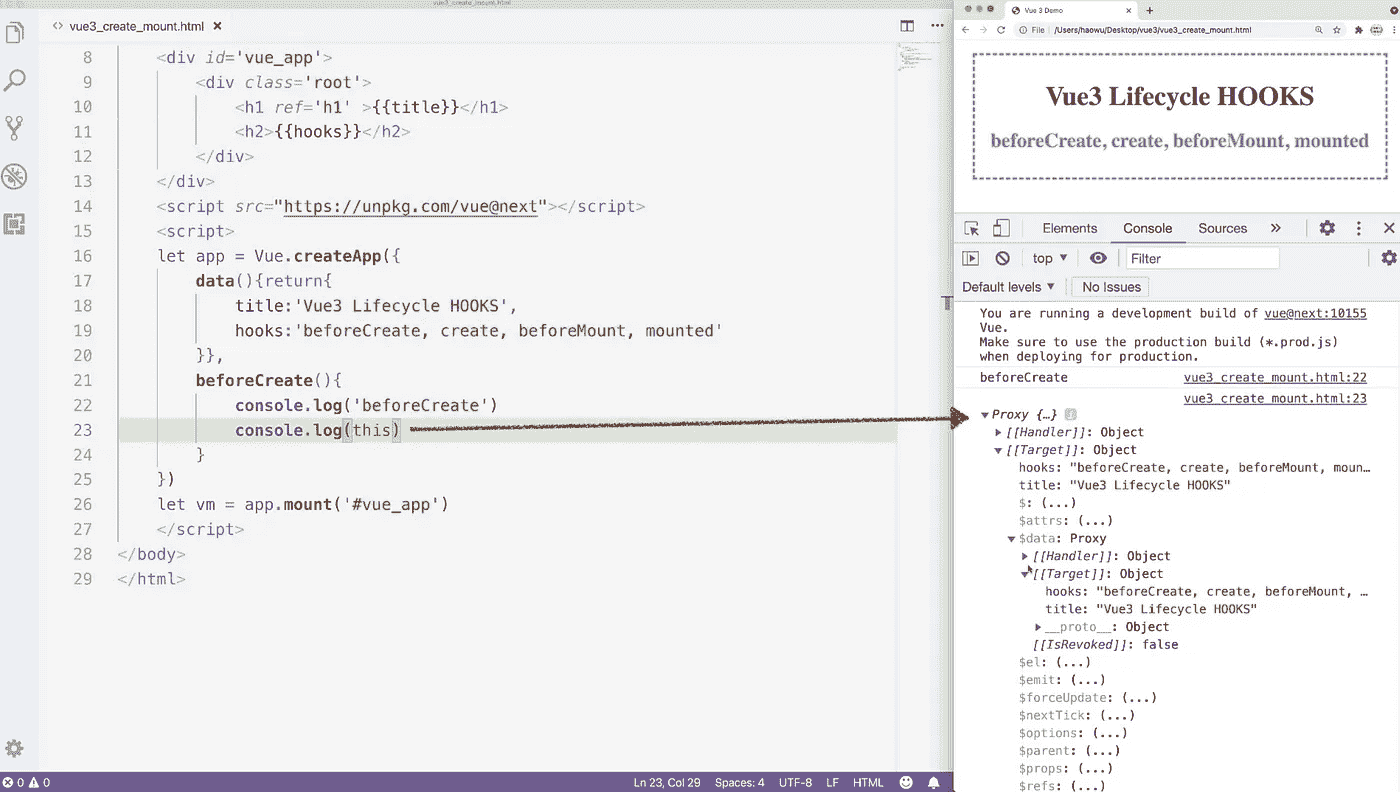 vue3_create_mount.html
vue3_create_mount.html
8 <div id='vue_app'>
9 <div class='root'>
10 <h1 ref='h1' >{{title}}</h1>
11 <h2>{{hooks}}</h2>
12 </div>
13 </div>
14 <script src="https://unpkg.com/vue@next"></script>
15 <script>
16 let app = Vue.createApp({
17 data(){return{
18 title:'Vue3 Lifecycle HOOKS',
19 hooks:'beforeCreate, create, beforeMount, mounted'
20 }},
21 beforeCreate(){
22 console.log('beforeCreate')
23 console.log(this)
24 }
25 })
26 let vm = app.mount('#vue_app')
27 </script>
28 </body>
29 </html>
0 0
Ln 23, Col 29 Spaces: 4 UTF-8 LF HTML
Vue 3 Demo
File /Users/haowu/Desktop/vue3/vue3_create_mount.html
Vue3 Lifecycle HOOKS
beforeCreate, create, beforeMount, mounted
Elements Console Sources »
top Filter
Default levels No Issues
You are running a development build of vue@next:10155
Vue.
Make sure to use the production build (*.prod.js)
when deploying for production.
beforeCreate vue3_create_mount.html:22
vue3_create_mount.html:23
Proxy {…} i
[[Handler]]: Object
[[Target]]: Object
hooks: "beforeCreate, create, beforeMount, moun…
title: "Vue3 Lifecycle HOOKS"
$: (...)
$attrs: (...)
$data: Proxy
[[Handler]]: Object
[[Target]]: Object
hooks: "beforeCreate, create, beforeMount, …
title: "Vue3 Lifecycle HOOKS"
__proto__: Object
[[IsRevoked]]: false
$el: (...)
$emit: (...)
$forceUpdate: (...)
$nextTick: (...)
$options: (...)
$parent: (...)
$props: (...)
$refs: (...)